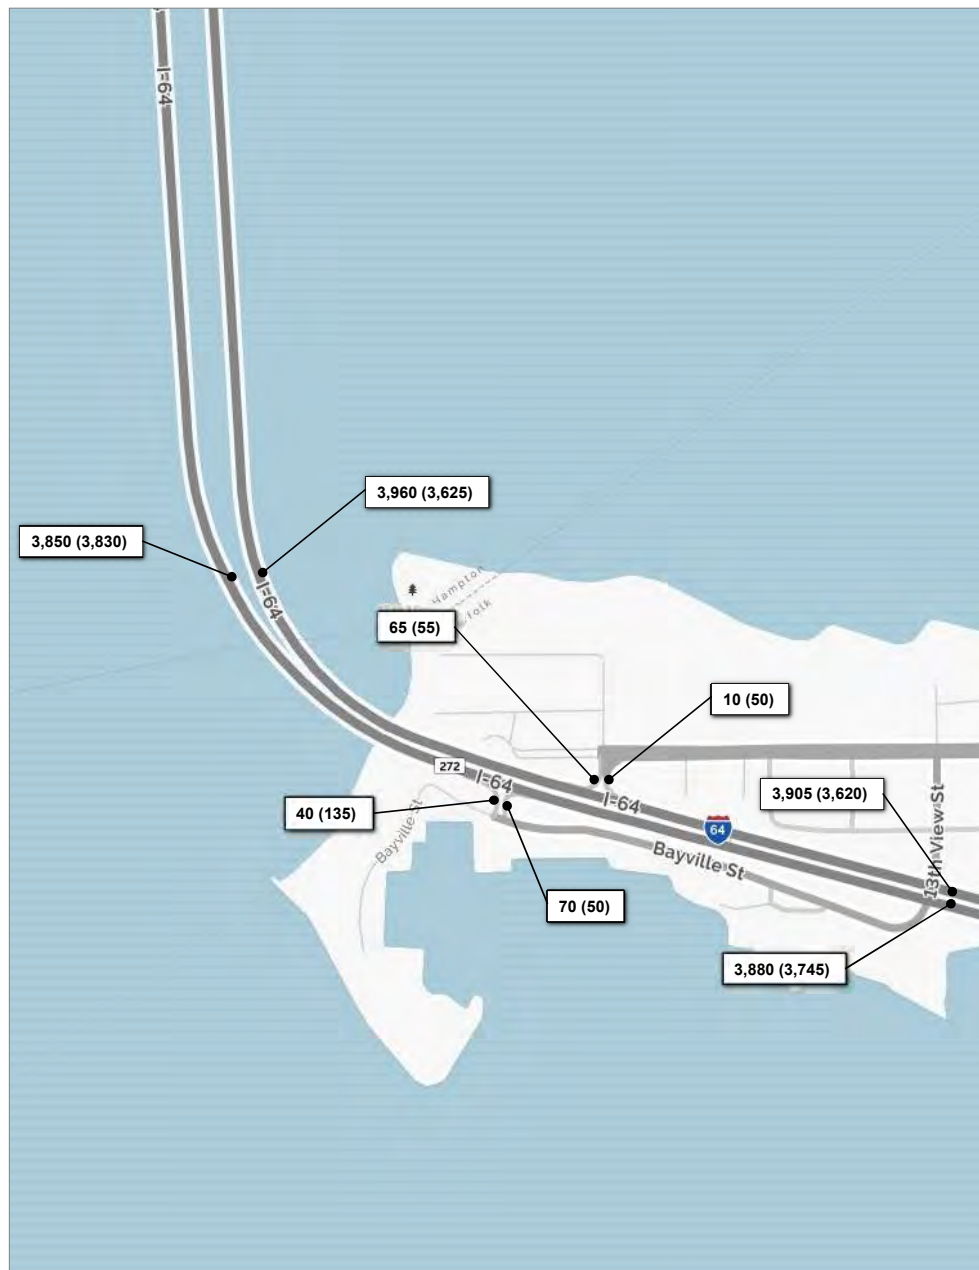 I-64
3,960 (3,625)
3,850 (3,830)
I-64
Hampton
folk
65 (55)
10 (50)
272
I-64
I-64
3,905 (3,620)
40 (135)
64
Bayville St
Bayville St
13th View St
70 (50)
3,880 (3,745)